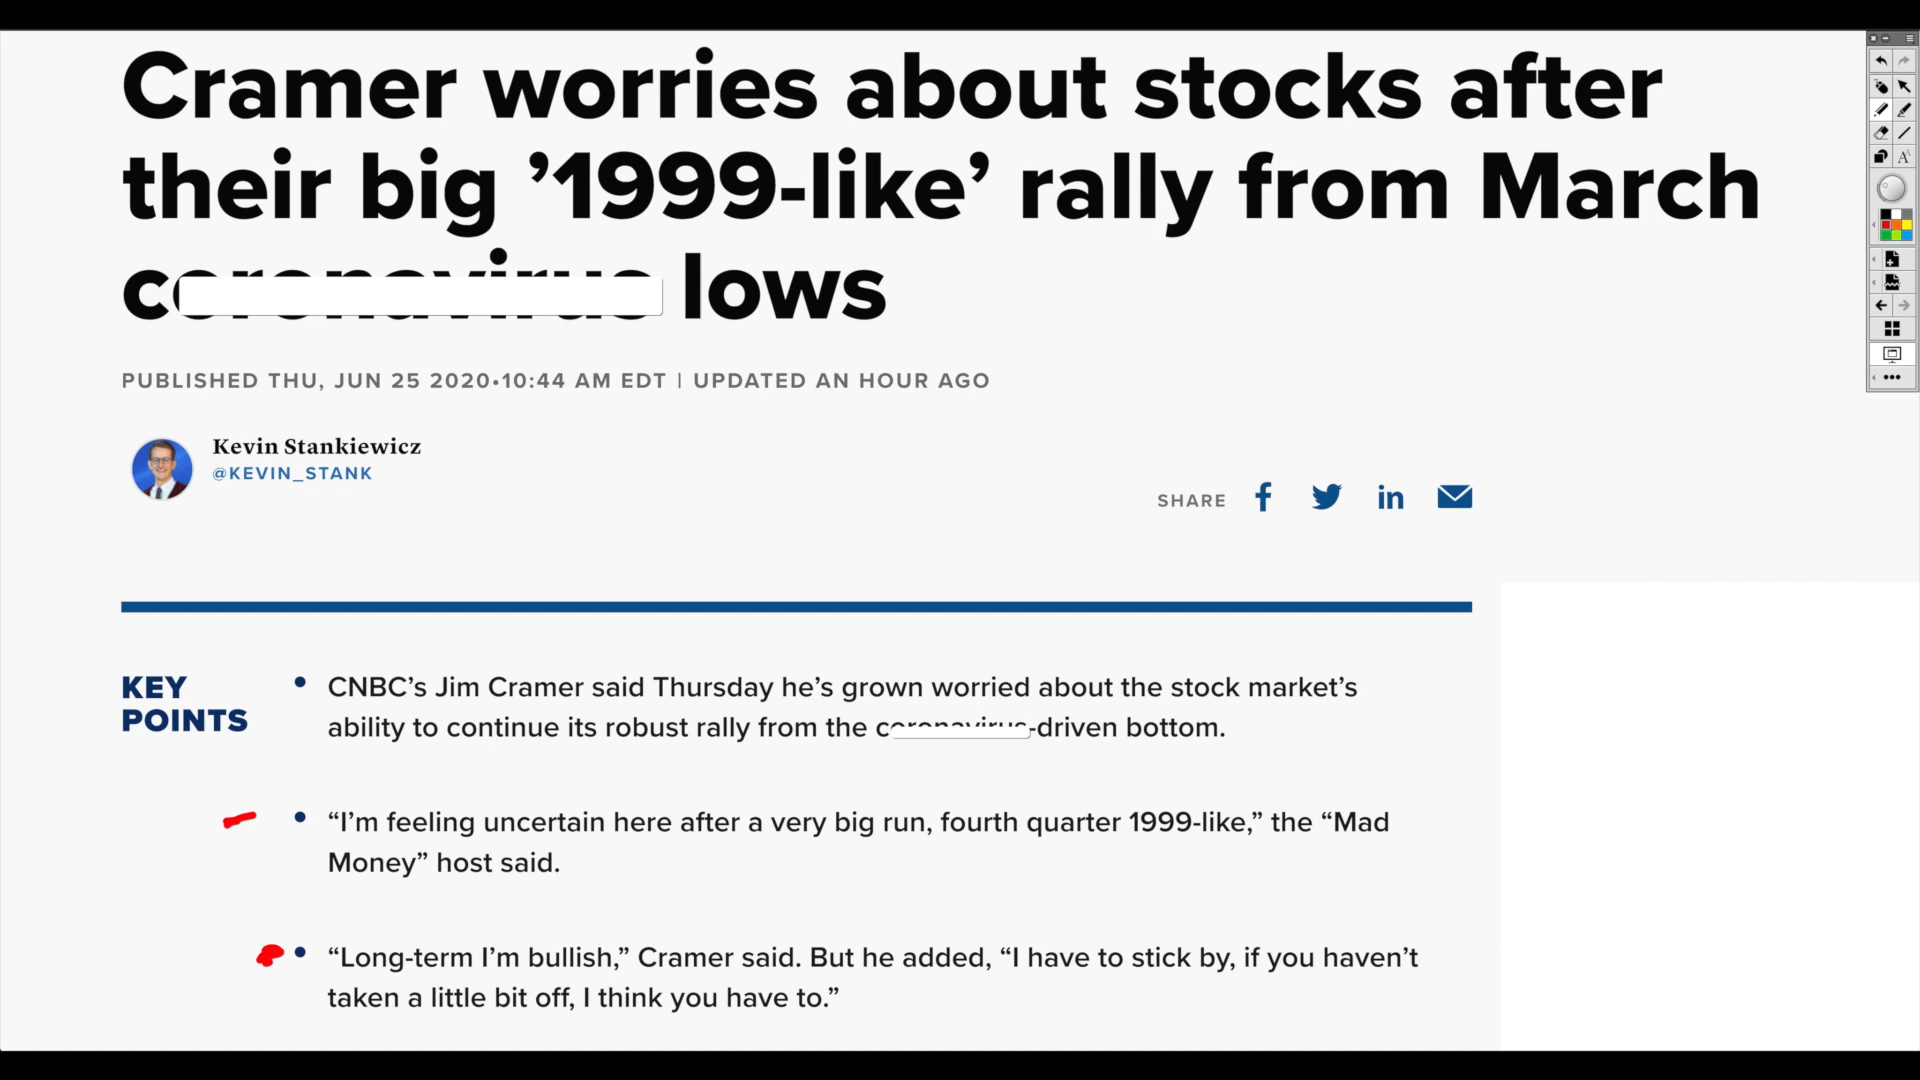 Cramer worries about stocks after
their big ’1999-like’ rally from March
coronavirus lows
PUBLISHED THU, JUN 25 2020•10:44 AM EDT | UPDATED AN HOUR AGO
Kevin Stankiewicz
@KEVIN_STANK
SHARE
KEY
POINTS
• CNBC’s Jim Cramer said Thursday he’s grown worried about the stock market’s
ability to continue its robust rally from the coronavirus-driven bottom.
• “I’m feeling uncertain here after a very big run, fourth quarter 1999-like,” the “Mad
Money” host said.
• “Long-term I’m bullish,” Cramer said. But he added, “I have to stick by, if you haven’t
taken a little bit off, I think you have to.”